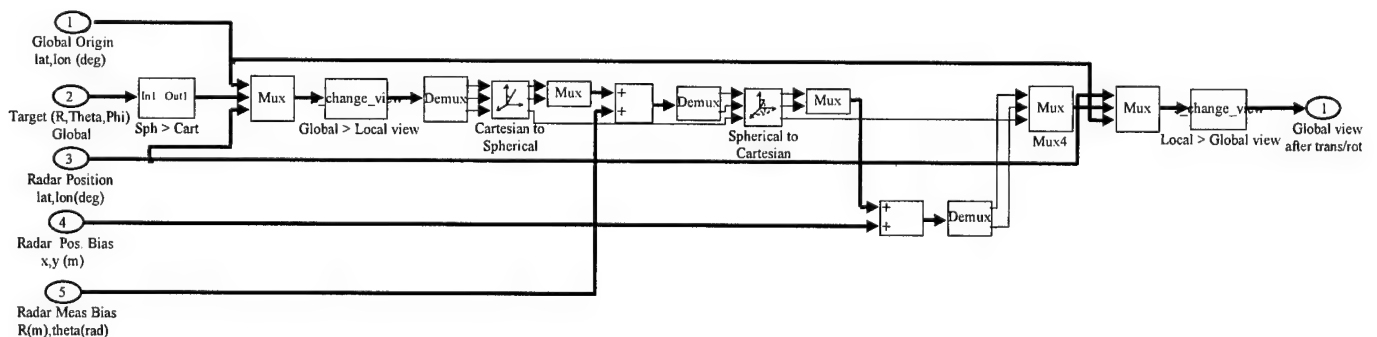 1
Global Origin
lat,lon (deg)
2
Target (R,Theta,Phi)
Global
In1 Out1
Sph > Cart
3
Radar Position
lat,lon(deg)
4
Radar Pos. Bias
x,y (m)
5
Radar Meas Bias
R(m),theta(rad)
Mux
_change_view
Global > Local view
Demux
Cartesian to
Spherical
Mux
+
+
Demux
Spherical to
Cartesian
Mux
+
+
Demux
Mux
Mux4
Mux
_change_view
Local > Global view
1
Global view
after trans/rot